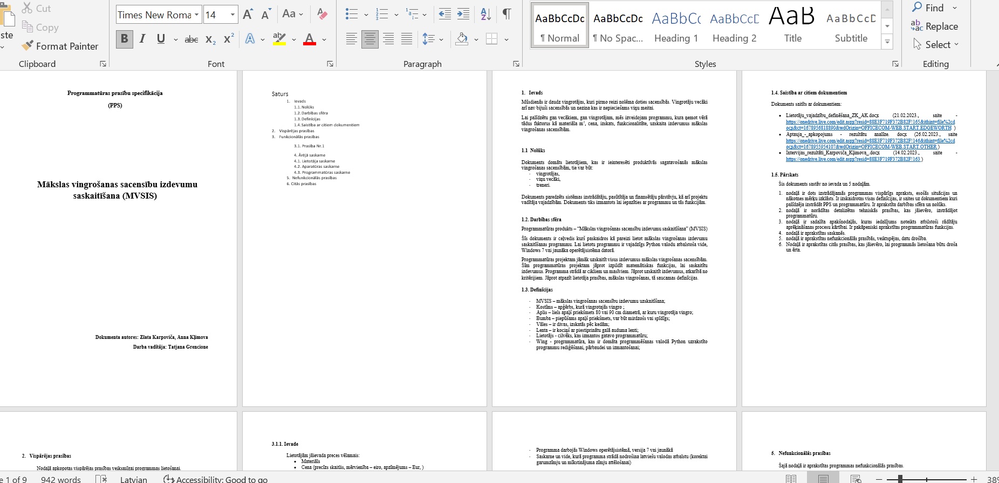 Cut
Copy
ste
Format Painter
Clipboard
Times New Roma
14
Aa
Font
Paragraph
AaBbCcDc
¶ Normal
AaBbCcDc
¶ No Spac...
AaBbCc
Heading 1
AaBbCcD
Heading 2
AaB
Title
AaBbCcD
Subtitle
Styles
Find
Replace
Select
Editing
Programmatūras prasību specifikācija
(PPS)
Mākslas vingrošanas sacensību izdevumu
saskaitīšana (MVSIS)
Dokumenta autores: Zlata Karpoviča, Anna Kļimova
Darba vadītāja: Tatjana Grencione
Saturs
1. Ievads
1.1. Nolūks
1.2. Darbības sfēra
1.3. Definīcijas
1.4. Saistība ar citiem dokumentiem
2. Vispārējas prasības
3. Funkcionālās prasības
3.1. Prasība Nr.1
4. Ārējā saskarne
4.1. Lietotāja saskarne
4.2. Aparatūras saskarne
4.3. Programmatūras saskarne
5. Nefunkcionālās prasības
6. Citās prasības
1. Ievads
Mūsdienās ir daudz vingrotājas, kuri pirmo reizi nolēma doties sacensībās. Vingrotāju vecāki
arī nav bijuši sacensībās un nezina kas ir nepieciešams viņu meitai.
Lai palīdzētu gan vecākiem, gan vingrotājam, mēs izveidojam programmu, kura ņemot vērā
tādus faktorus kā materiāla m², cena, izskats, funkcionalitāte, uzskaita izdevumus mākslas
vingrošanas sacensībām.
1.1 Nolūks
Dokuments domāts lietotājiem, kas ir ieinteresēti produktīvās sagatavošanās mākslas
vingrošanas sacensībām, tie var būt:
- vingrotājas,
- viņu vecāki,
- treneri.
Dokuments paredzēts sistēmas izstrādātāju, pasūtītāja un finansētāju pārstāvju, kā arī projektu
vadītāja vajadzībām. Dokuments tiks izmantots lai iepazīties ar programmu un tās funkcijām.
1.2. Darbības sfēra
Programmatūras produkts – "Mākslas vingrošanas sacensību izdevumu saskaitīšana" (MVSIS)
Šīs dokuments ir ceļvedis kurš paskaidros kā pareizi lietot mākslas vingrošanas izdevumu
saskaitīšanas programmu. Lai lietotu programmu ir vajadzīgs Python valodu atbalstoša vide,
Windows 7 vai jaunāka operētājsistēma datorā.
Programmatūras projektam jāmāk uzskaitīt visus izdevumus mākslas vingrošanas sacensībām.
Šīm programmatūras projektam jāprot izpildīt matemātiskas funkcijas, lai saskaitītu
izdevumus. Programma strādā ar cikliem un masīviem. Jāprot uzskaitīt izdevumus, atkarībā no
kritērijiem. Jāprot atpazīt lietotāja prasības, mākslas vingrošanas, tā saucamas definīcijas.
1.3. Definīcijas
- MVSIS – mākslas vingrošanas sacensību izdevumu uzskaitīšana;
- Kostīms – apģērbs, kurā vingrotajās vingro ;
- Aplis – liels apaļš priekšmets 80 vai 90 cm diametrā, ar kuru vingrotāja vingro;
- Bumba – piepūšams apaļš priekšmets, var būt mirdzošs vai spīdīgs;
- Vāles – ir divas, izskatās pēc kedām;
- Lenta – ir kociņš ar piestiprinātu galā auduma lenti;
- Lietotājs - cilvēks, kas izmantos gatavo programmatūru;
- Wing - programmatūra, kas ir domāta programmēšanas valodā Python uzrakstīto
programmu rediģēšanai, pārbaudei un izmantošanai;
1.4. Saistība ar citiem dokumentiem
Dokuments saitīts ar dokumentiem:
• Lietotāju_vajadzību_definēšana_ZK_AK.docx (21.02.2023., saite -
https://onedrive.live.com/edit.aspx?resid=88E3F719F372B82F!165&ithint=file%2cd
ocx&ct=1678956818890&wdOrigin=OFFICECOM-WEB.START.EDGEWORTH )
• Aptauja_-_apkopojums - rezultātu analīze. docx (26.02.2023., saite
https://onedrive.live.com/edit.aspx?resid=88E3F719F372B82F!146&ithint=file%2cd
ocx&ct=1678955954107&wdOrigin=OFFICECOM-WEB.START.OTHER )
• Intervijas_rezultāti_Karpoviča_Kļimova_.docx (14.02.2023., saite -
https://onedrive.live.com/edit.aspx?resid=88E3F719F372B82F!163 )
1.5. Pārskats
Šis dokuments sastāv no ievada un 5 nodaļām.
1. nodaļā ir dots izstrādājamās programmas vispārīgs apraksts, esošās situācijas un
nākotnes mērķu izklāsts. Ir izskaidrotas visas definīcijas, ir saites uz dokumentiem kuri
palīdzēja izstrādāt PPS un programmatūru. Ir aprakstīta darbības sfēra un nolūks.
2. nodaļā ir norādītas detalizētas tehniskās prasības, kas jāievēro, izstrādājot
programmatūru.
3. nodaļā ir sadalīta apakšnodaļās, kuras iedalījums noteikts atbilstoši rādītāju
aprēķināšanas procesu kārtībai. Ir pakāpeniski aprakstītas programmatūras funkcijas.
4. nodaļā ir aprakstītas saskanēs.
5. nodaļā ir aprakstītas nefunkcionālās prasībās, veiktspējas, datu drošība.
6. Nodaļā ir aprakstītas citās prasības, kas jāievēro, lai programmās lietošana būtu droša
un ērta.
2. Vispārējas prasības
Nodaļā apkopotas vispārējas prasības veiksmīgai programmas lietošanai.
3.1.1. Ievade
Lietotājām jāievada preces vēlamais:
• Materiāls
• Cena (precīzs skaitlis, mērvienība – eiro, apzīmējums – Eur, )
- Programma darbojās Windows operētājsistēmā, versija 7 vai jaunākā
- Saskarne un vide, kurā programma strādā nodrošina latviešu valodas atbalstu (korektai
garumzīmju un mīkstinājuma zīmju attēlošanai)
5. Nefunkcionālās prasības
Šajā nodaļā ir aprakstītas programmas nefunkcionālās prasības.
e 1 of 9
942 words
Latvian
Accessibility: Good to go
38%